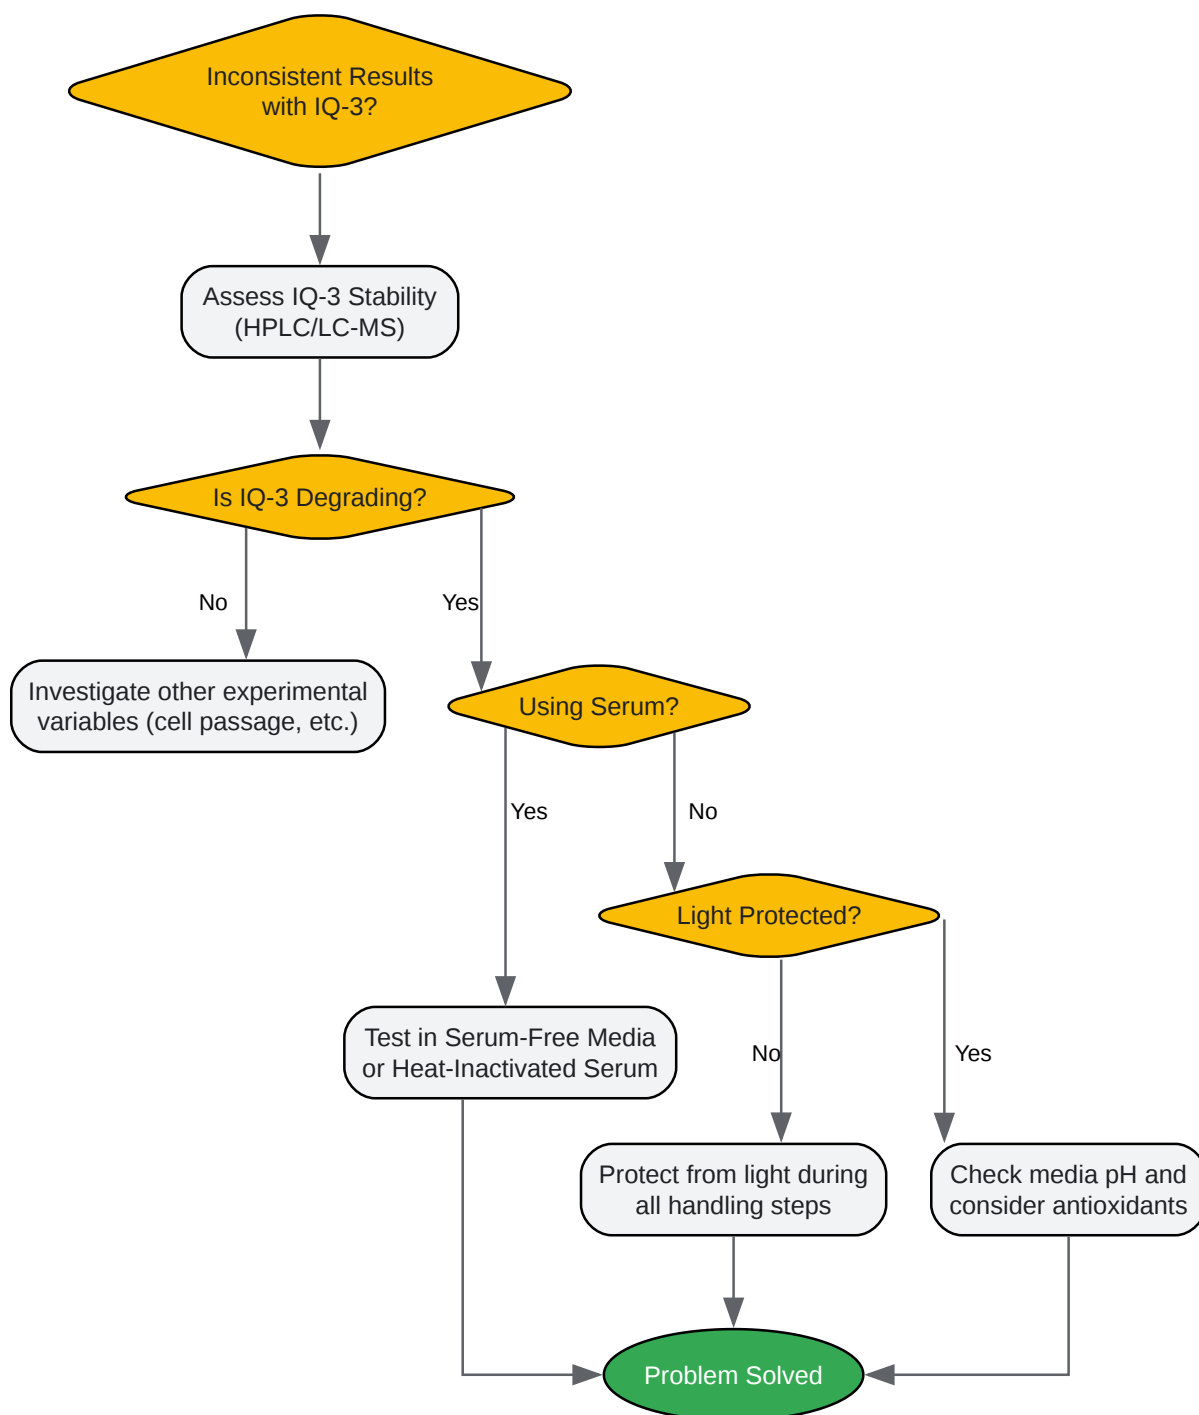 Inconsistent Results
with IQ-3?
Assess IQ-3 Stability
(HPLC/LC-MS)
Is IQ-3 Degrading?
No
Yes
Investigate other experimental
variables (cell passage, etc.)
Using Serum?
Yes
No
Light Protected?
Test in Serum-Free Media
or Heat-Inactivated Serum
No
Yes
Protect from light during
all handling steps
Check media pH and
consider antioxidants
Problem Solved